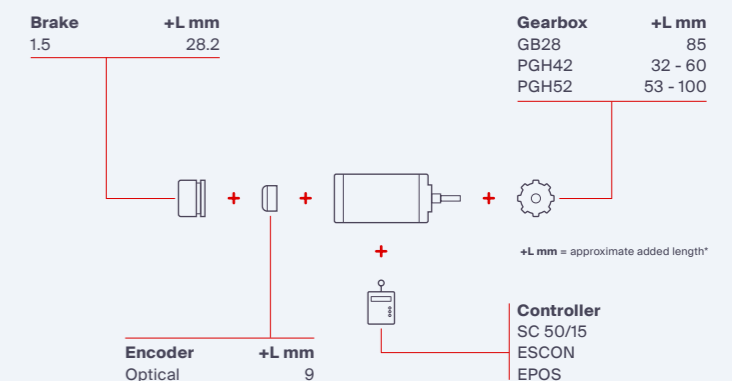 Brake +L mm
1.5 28.2
Gearbox +L mm
GB28 85
PGH42 32 - 60
PGH52 53 - 100
+L mm = approximate added length*
Encoder +L mm
Optical 9
Controller
SC 50/15
ESCON
EPOS